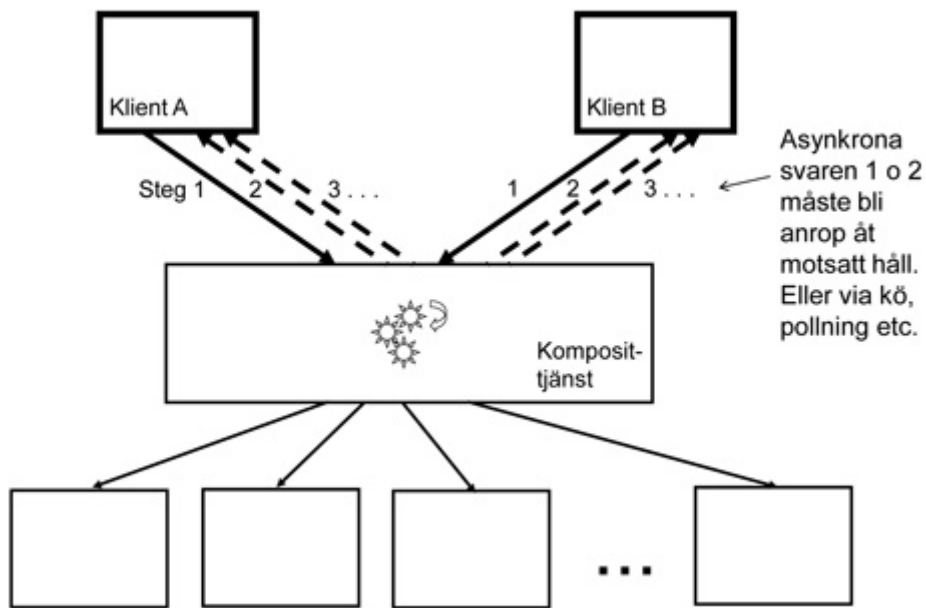 Klient A
Klient B
Steg 1
2
3 . . .
1
2
3 . . .
Asynkrona
svaren 1 o 2
måste bli
anrop åt
motsatt håll.
Eller via kö,
pollning etc.
Komposit-
tjänst
...